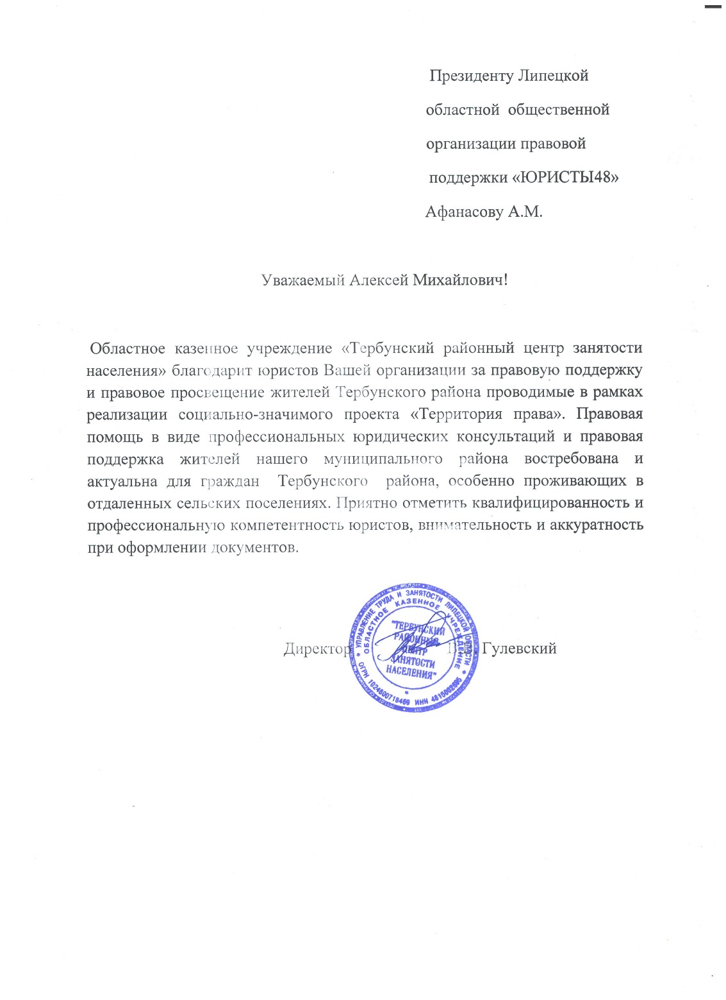 Президенту Липецкой
областной общественной
организации правовой
поддержки «ЮРИСТЫ48»
Афанасову А.М.
Уважаемый Алексей Михайлович!
Областное казенное учреждение «Тербунский районный центр занятости
населения» благодарит юристов Вашей организации за правовую поддержку
и правовое просвещение жителей Тербунского района проводимые в рамках
реализации социально-значимого проекта «Территория права». Правовая
помощь в виде профессиональных юридических консультаций и правовая
поддержка жителей нашего муниципального района востребована и
актуальна для граждан Тербунского района, особенно проживающих в
отдаленных сельских поселениях. Приятно отметить квалифицированность и
профессиональную компетентность юристов, внимательность и аккуратность
при оформлении документов.
Директор Гулевский
* УПРАВЛЕНИЕ ТРУДА И ЗАНЯТОСТИ ЛИПЕЦКОЙ ОБЛАСТИ *
ОБЛАСТНОЕ КАЗЕННОЕ УЧРЕЖДЕНИЕ
"ТЕРБУНСКИЙ
РАЙОННЫЙ
ЦЕНТР
ЗАНЯТОСТИ
НАСЕЛЕНИЯ"
ОГРН 1024800718469 ИНН